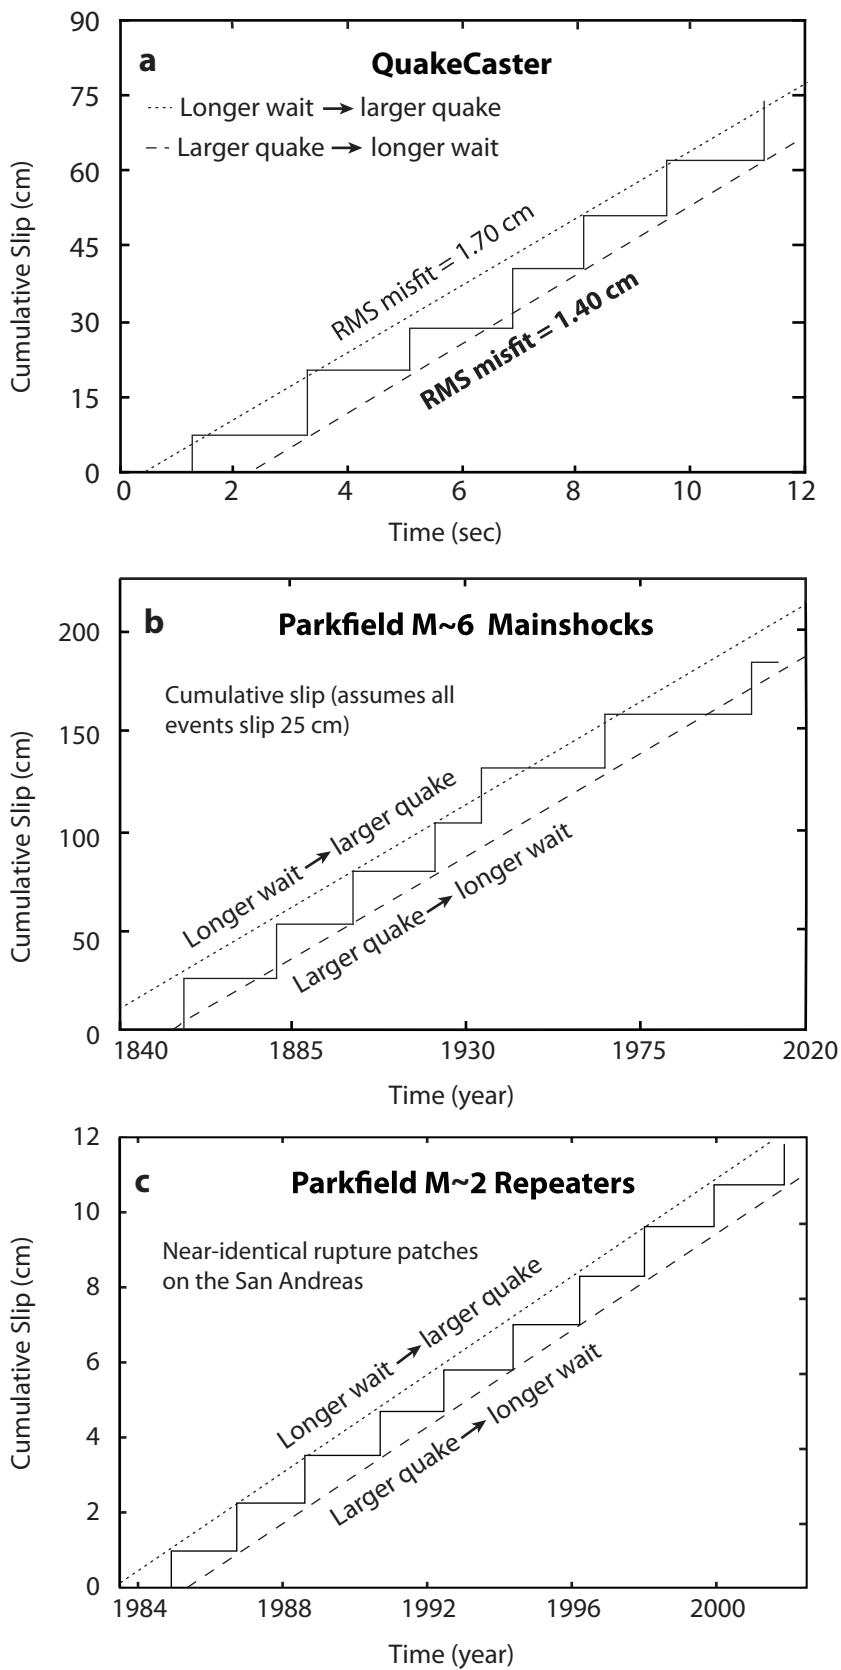 90
75
60
45
30
15
0
Cumulative Slip (cm)
a
QuakeCaster
Longer wait → larger quake
Larger quake → longer wait
RMS misfit = 1.70 cm
RMS misfit = 1.40 cm
0 2 4 6 8 10 12
Time (sec)
200
150
100
50
0
Cumulative Slip (cm)
b
Parkfield M~6 Mainshocks
Cumulative slip (assumes all
events slip 25 cm)
Longer wait → larger quake
Larger quake → longer wait
1840 1885 1930 1975 2020
Time (year)
12
10
8
6
4
2
0
Cumulative Slip (cm)
c
Parkfield M~2 Repeaters
Near-identical rupture patches
on the San Andreas
Longer wait → larger quake
Larger quake → longer wait
1984 1988 1992 1996 2000
Time (year)